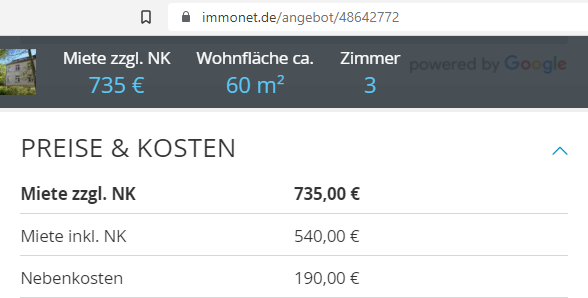 immonet.de/angebot/48642772
Miete zzgl. NK Wohnfläche ca. Zimmer powered by Google
735 € 60 m² 3
PREISE & KOSTEN
Miete zzgl. NK 735,00 €
Miete inkl. NK 540,00 €
Nebenkosten 190,00 €